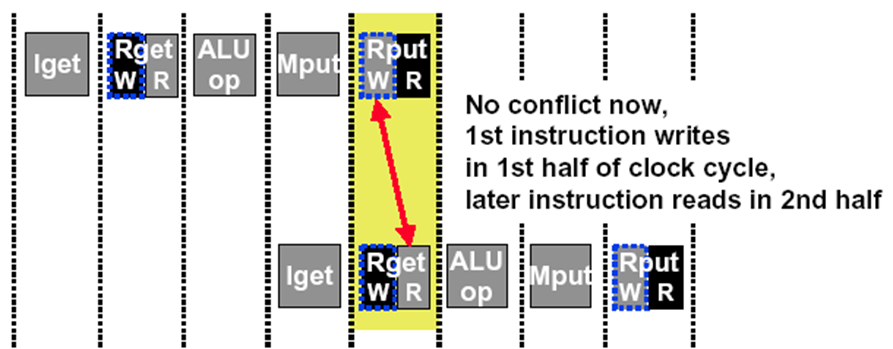 Iget
Rget
W R
ALU
op
Mput
Rput
W R
No conflict now,
1st instruction writes
in 1st half of clock cycle,
later instruction reads in 2nd half
Iget
Rget
W R
ALU
op
Mput
Rput
W R